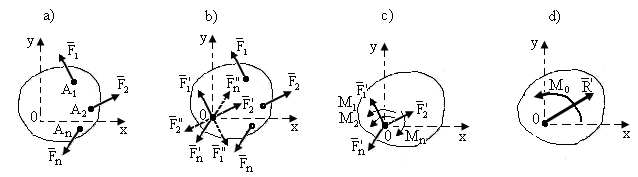 a) b) c) d)
y F̅₁ A₁ A₂ F̅₂ 0 Aₙ x F̅ₙ
y F̅₁ F̅₁' F̅ₙ'' F̅₂' F̅₂ 0 F̅₂'' F̅ₙ' F̅₁'' F̅ₙ x
y F̅₁' M₁ M₂ F̅₂' 0 Mₙ F̅ₙ' x
y M₀ R̅' 0 x